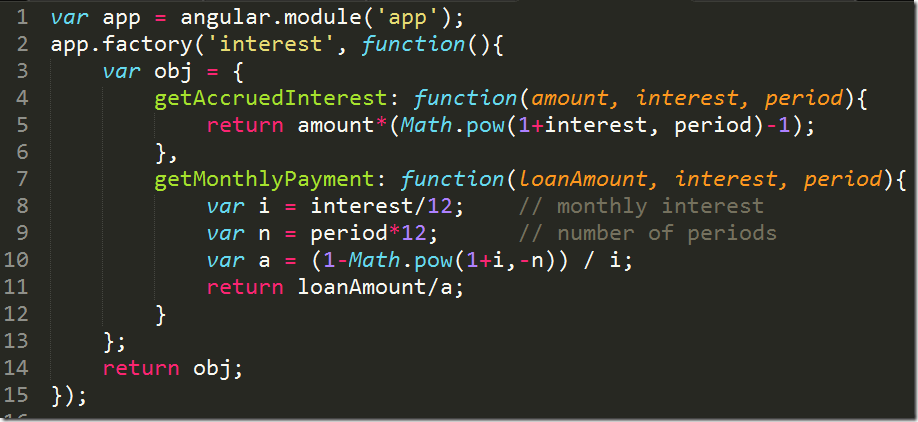 1 var app = angular.module('app');
2 app.factory('interest', function(){
3     var obj = {
4         getAccruedInterest: function(amount, interest, period){
5             return amount*(Math.pow(1+interest, period)-1);
6         },
7         getMonthlyPayment: function(loanAmount, interest, period){
8             var i = interest/12;    // monthly interest
9             var n = period*12;      // number of periods
10             var a = (1-Math.pow(1+i,-n)) / i;
11             return loanAmount/a;
12         }
13     };
14     return obj;
15 });